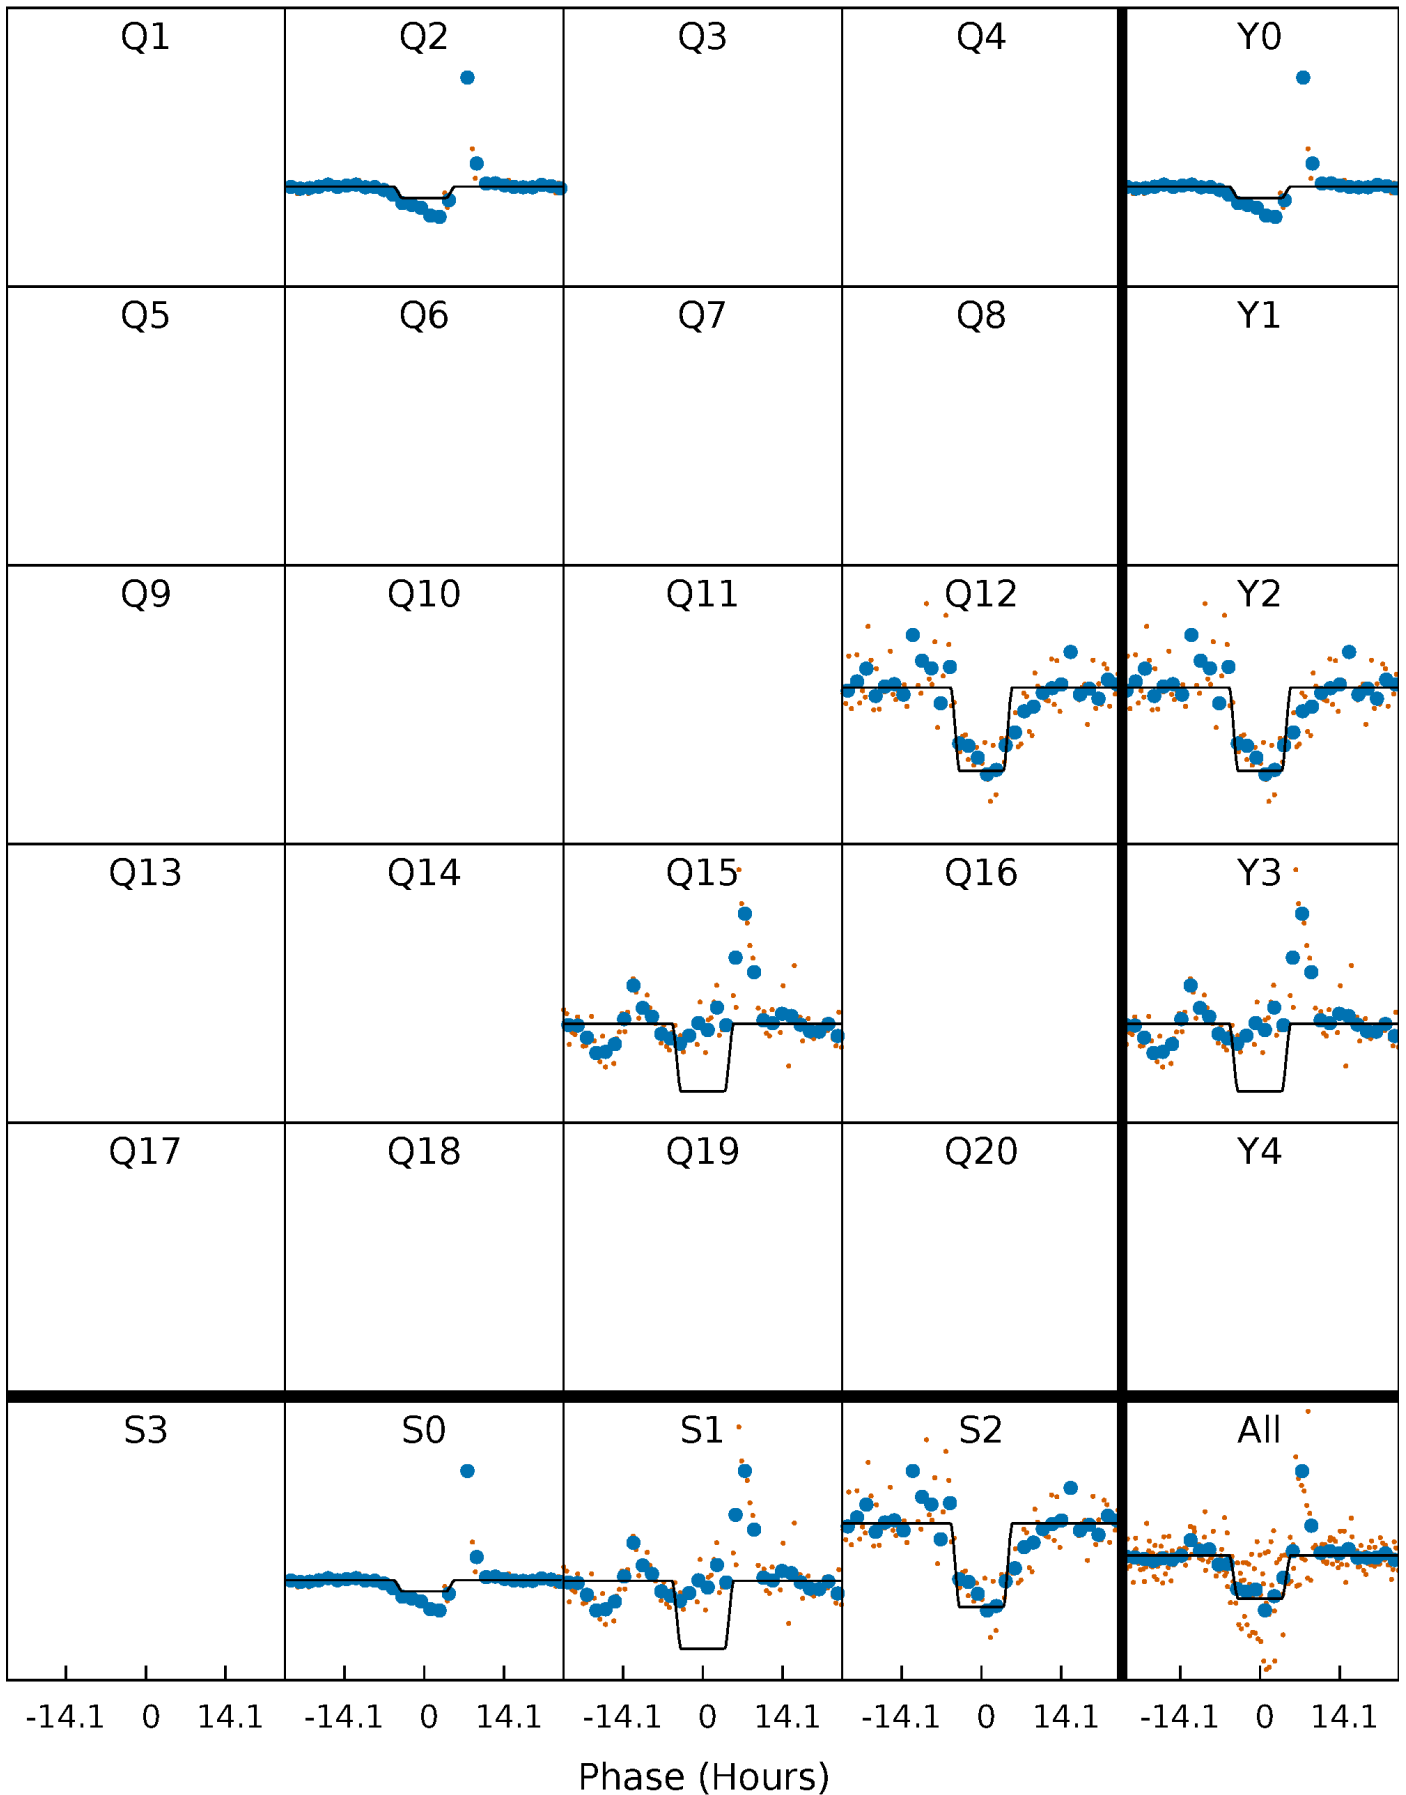 Q1 Q2 Q3 Q4 Y0
Q5 Q6 Q7 Q8 Y1
Q9 Q10 Q11 Q12 Y2
Q13 Q14 Q15 Q16 Y3
Q17 Q18 Q19 Q20 Y4
S3 S0 S1 S2 All
-14.1 0 14.1 -14.1 0 14.1 -14.1 0 14.1 -14.1 0 14.1 -14.1 0 14.1
Phase (Hours)